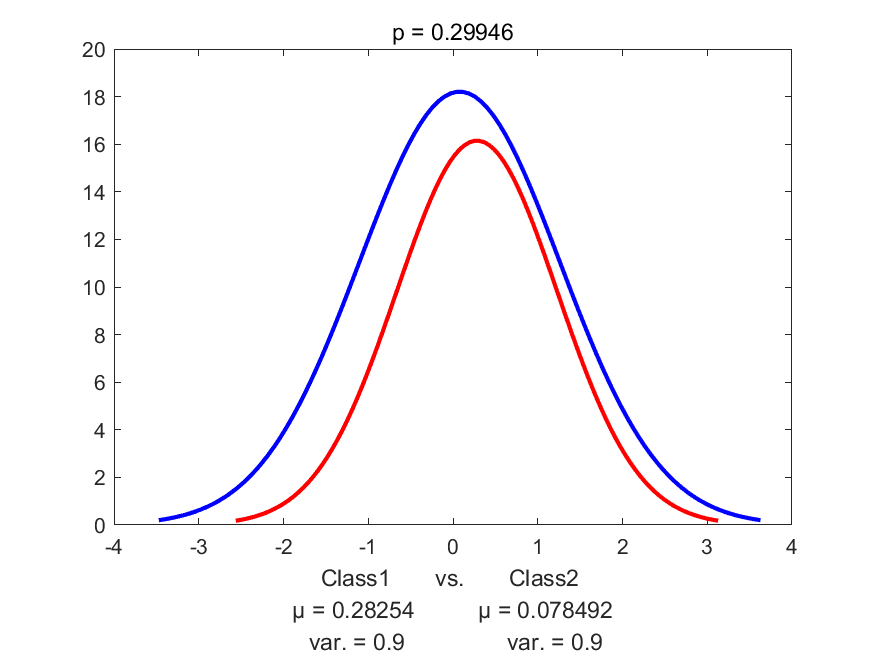 p = 0.29946
20
18
16
14
12
10
8
6
4
2
0
-4 -3 -2 -1 0 1 2 3 4
Class1 vs. Class2
μ = 0.28254 μ = 0.078492
var. = 0.9 var. = 0.9